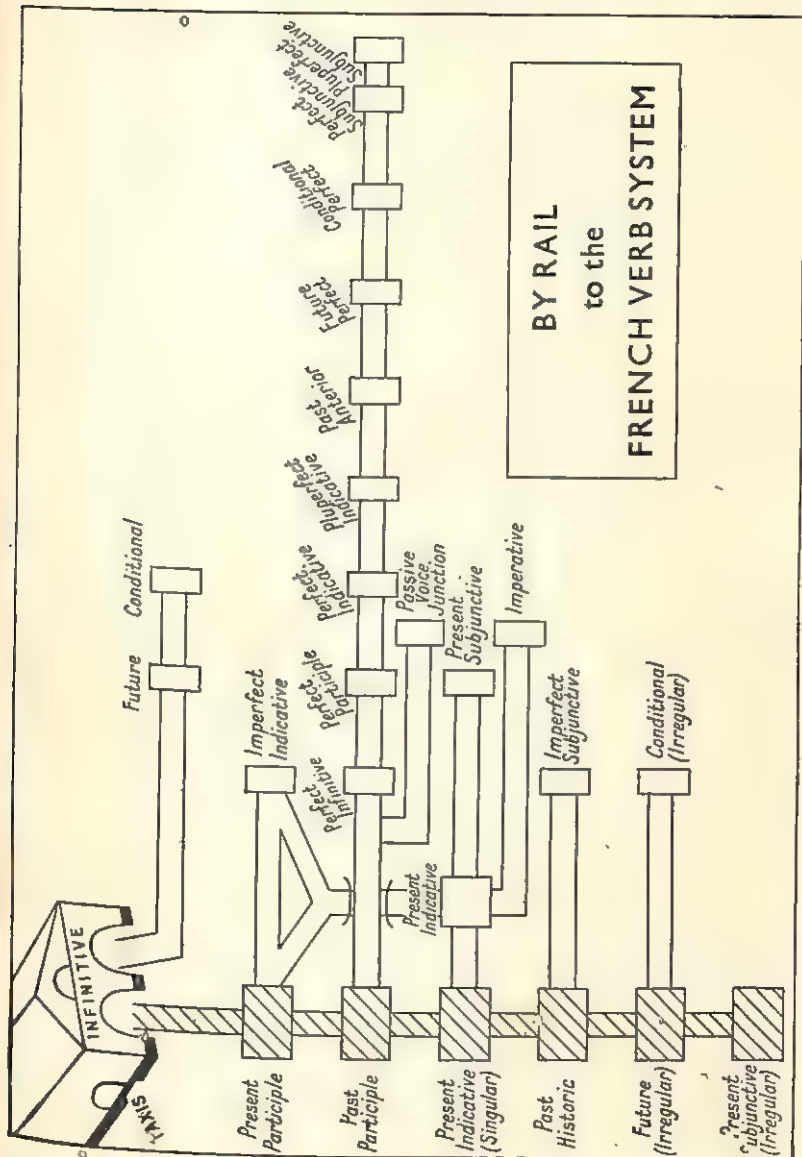 TAXIS
INFINITIVE
Future
Conditional
Present
Participle
Imperfect
Indicative
Past
Participle
Perfect
Infinitive
Perfect
Participle
Perfect
Indicative
Pluperfect
Indicative
Past
Anterior
Future
Perfect
Conditional
Perfect
Perfect
Subjunctive
Pluperfect
Subjunctive
Passive
Voice
Junction
Present
Indicative
(Singular)
Present
Indicative
Present
Subjunctive
Imperative
Past
Historic
Imperfect
Subjunctive
Future
(Irregular)
Conditional
(Irregular)
Present
Subjunctive
(Irregular)
BY RAIL
to the
FRENCH VERB SYSTEM